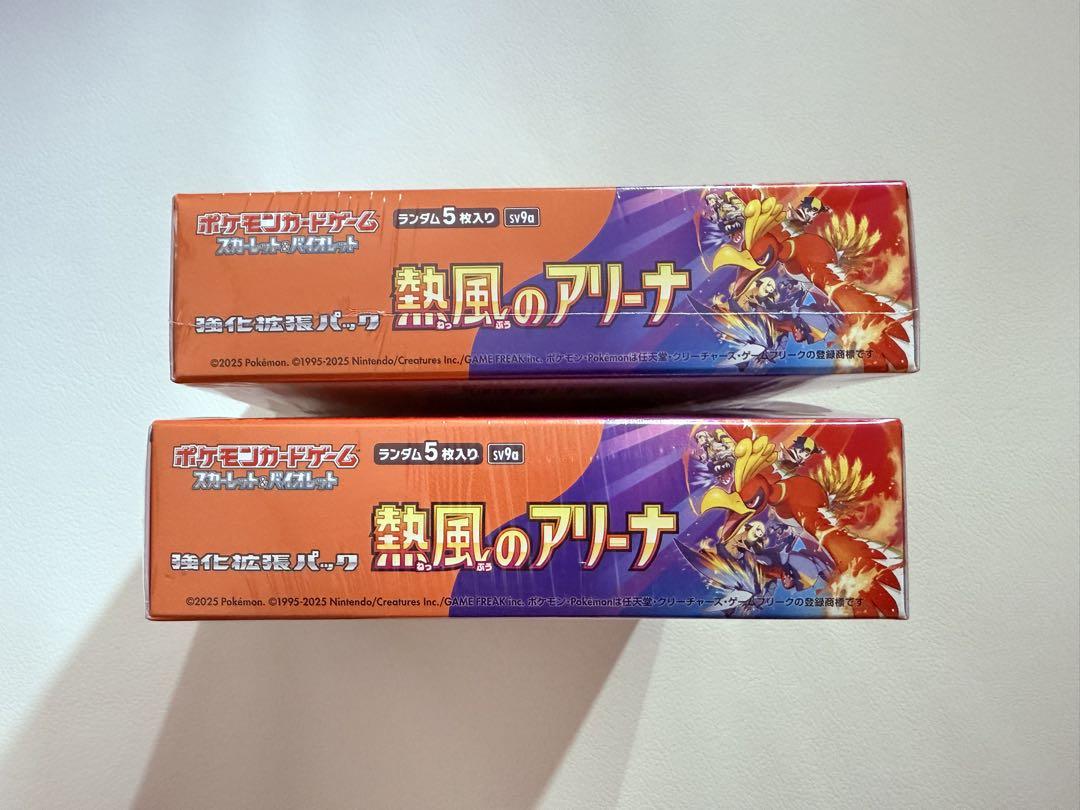 ポケモンカードゲーム
スカーレット&バイオレット
ランダム5枚入り sv9a
強化拡張パック
熱風のアリーナ
ねっ ぷう
©2025 Pokémon. ©1995-2025 Nintendo/Creatures Inc./GAME FREAK inc. ポケモン・Pokémonは任天堂・クリーチャーズ・ゲームフリークの登録商標です
ポケモンカードゲーム
スカーレット&バイオレット
ランダム5枚入り sv9a
強化拡張パック
熱風のアリーナ
ねっ ぷう
©2025 Pokémon. ©1995-2025 Nintendo/Creatures Inc./GAME FREAK inc. ポケモン・Pokémonは任天堂・クリーチャーズ・ゲームフリークの登録商標です